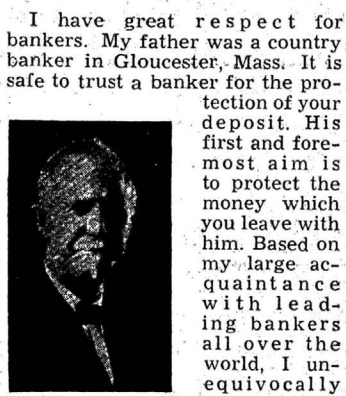 I have great respect for
bankers. My father was a country
banker in Gloucester, Mass. It is
safe to trust a banker for the pro-
tection of your
deposit. His
first and fore-
most aim is
to protect the
money which
you leave with
him. Based on
my large ac-
quaintance
with lead-
ing bankers
all over the
world, I un-
equivocally